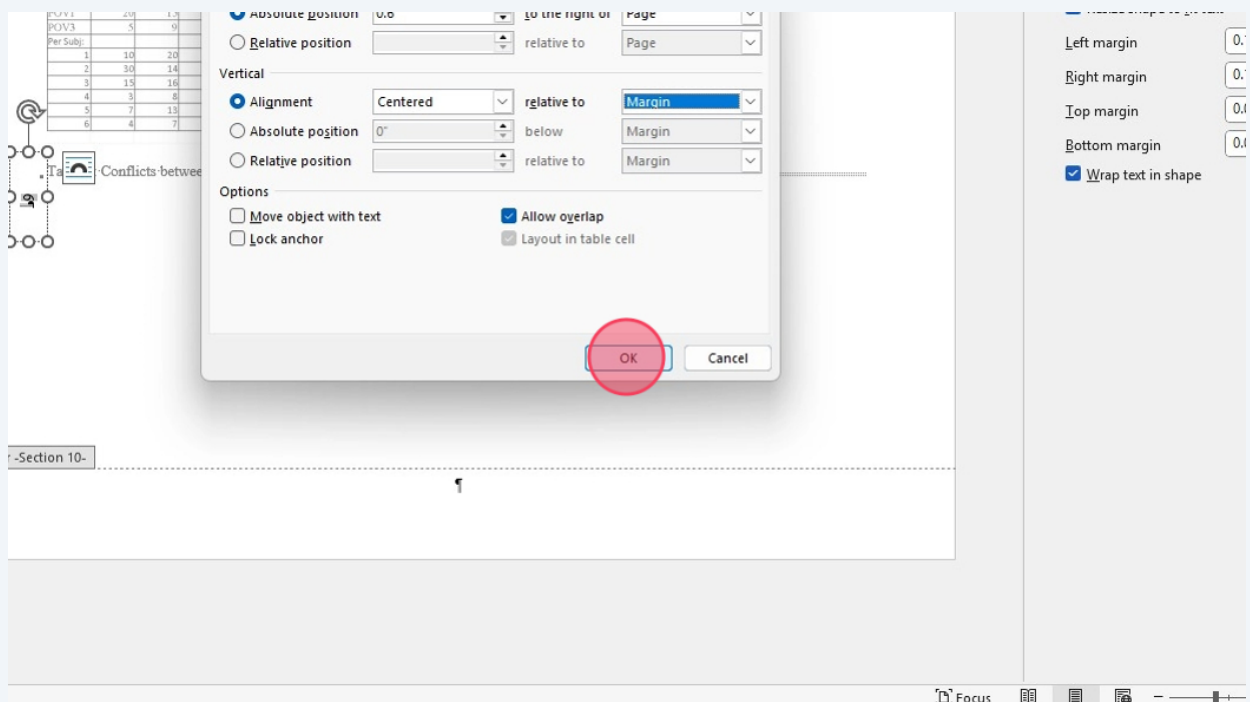 POV1 20 13
Absolute position 0.6" to the right of Page
POV3 5 9
Relative position relative to Page
Left margin
Per Subj:
1 10 20
2 30 14
3 15 16
4 3 8
5 7 13
6 4 7
Vertical
Right margin
Alignment Centered relative to Margin
Top margin
Absolute position 0" below Margin
Bottom margin
Relative position relative to Margin
Wrap text in shape
Conflicts between
Options
Move object with text Allow overlap
Lock anchor Layout in table cell
OK Cancel
-Section 10-
¶
Focus